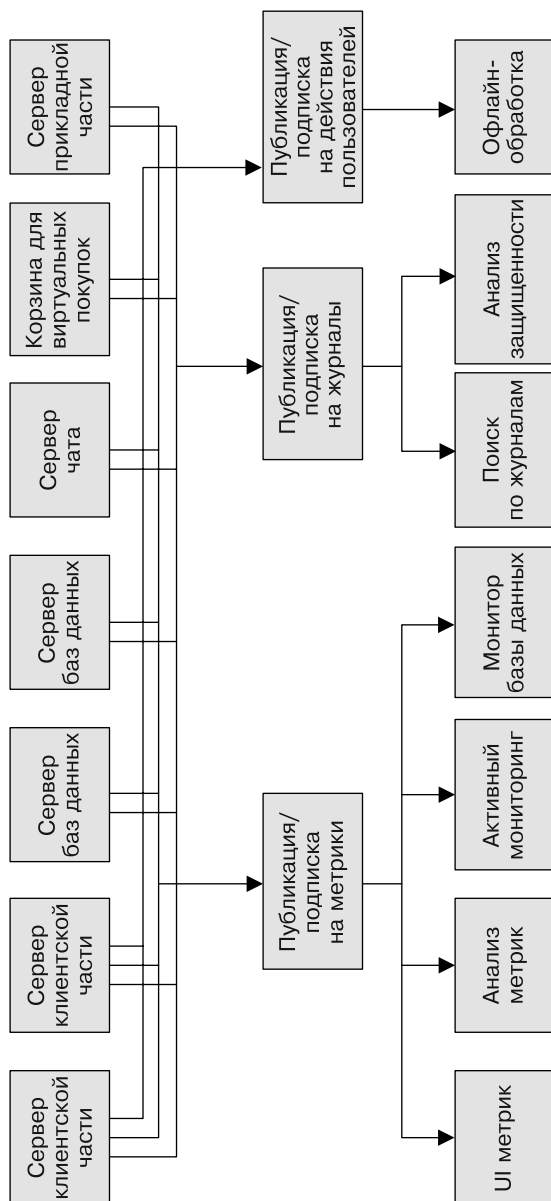 Сервер
клиентской
части
Сервер
клиентской
части
Сервер
баз данных
Сервер
баз данных
Сервер
чата
Корзина для
виртуальных
покупок
Сервер
прикладной
части
Публикация/
подписка
на метрики
Публикация/
подписка
на журналы
Публикация/
подписка
на действия
пользователей
UI метрик
Анализ
метрик
Активный
мониторинг
Монитор
базы данных
Поиск
по журналам
Анализ
защищенности
Офлайн-
обработка